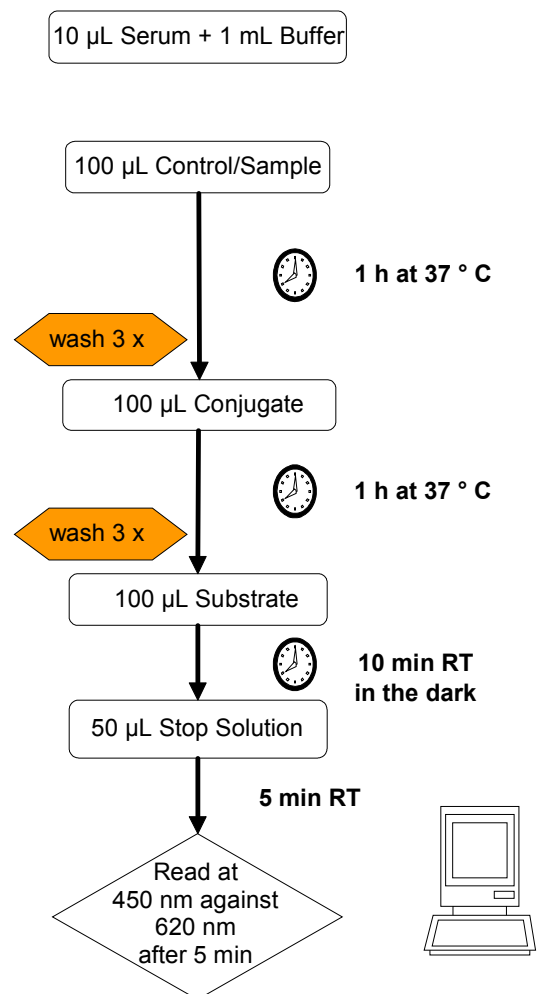 10 µL Serum + 1 mL Buffer
100 µL Control/Sample
1 h at 37 ° C
wash 3 x
100 µL Conjugate
1 h at 37 ° C
wash 3 x
100 µL Substrate
10 min RT
in the dark
50 µL Stop Solution
5 min RT
Read at
450 nm against
620 nm
after 5 min